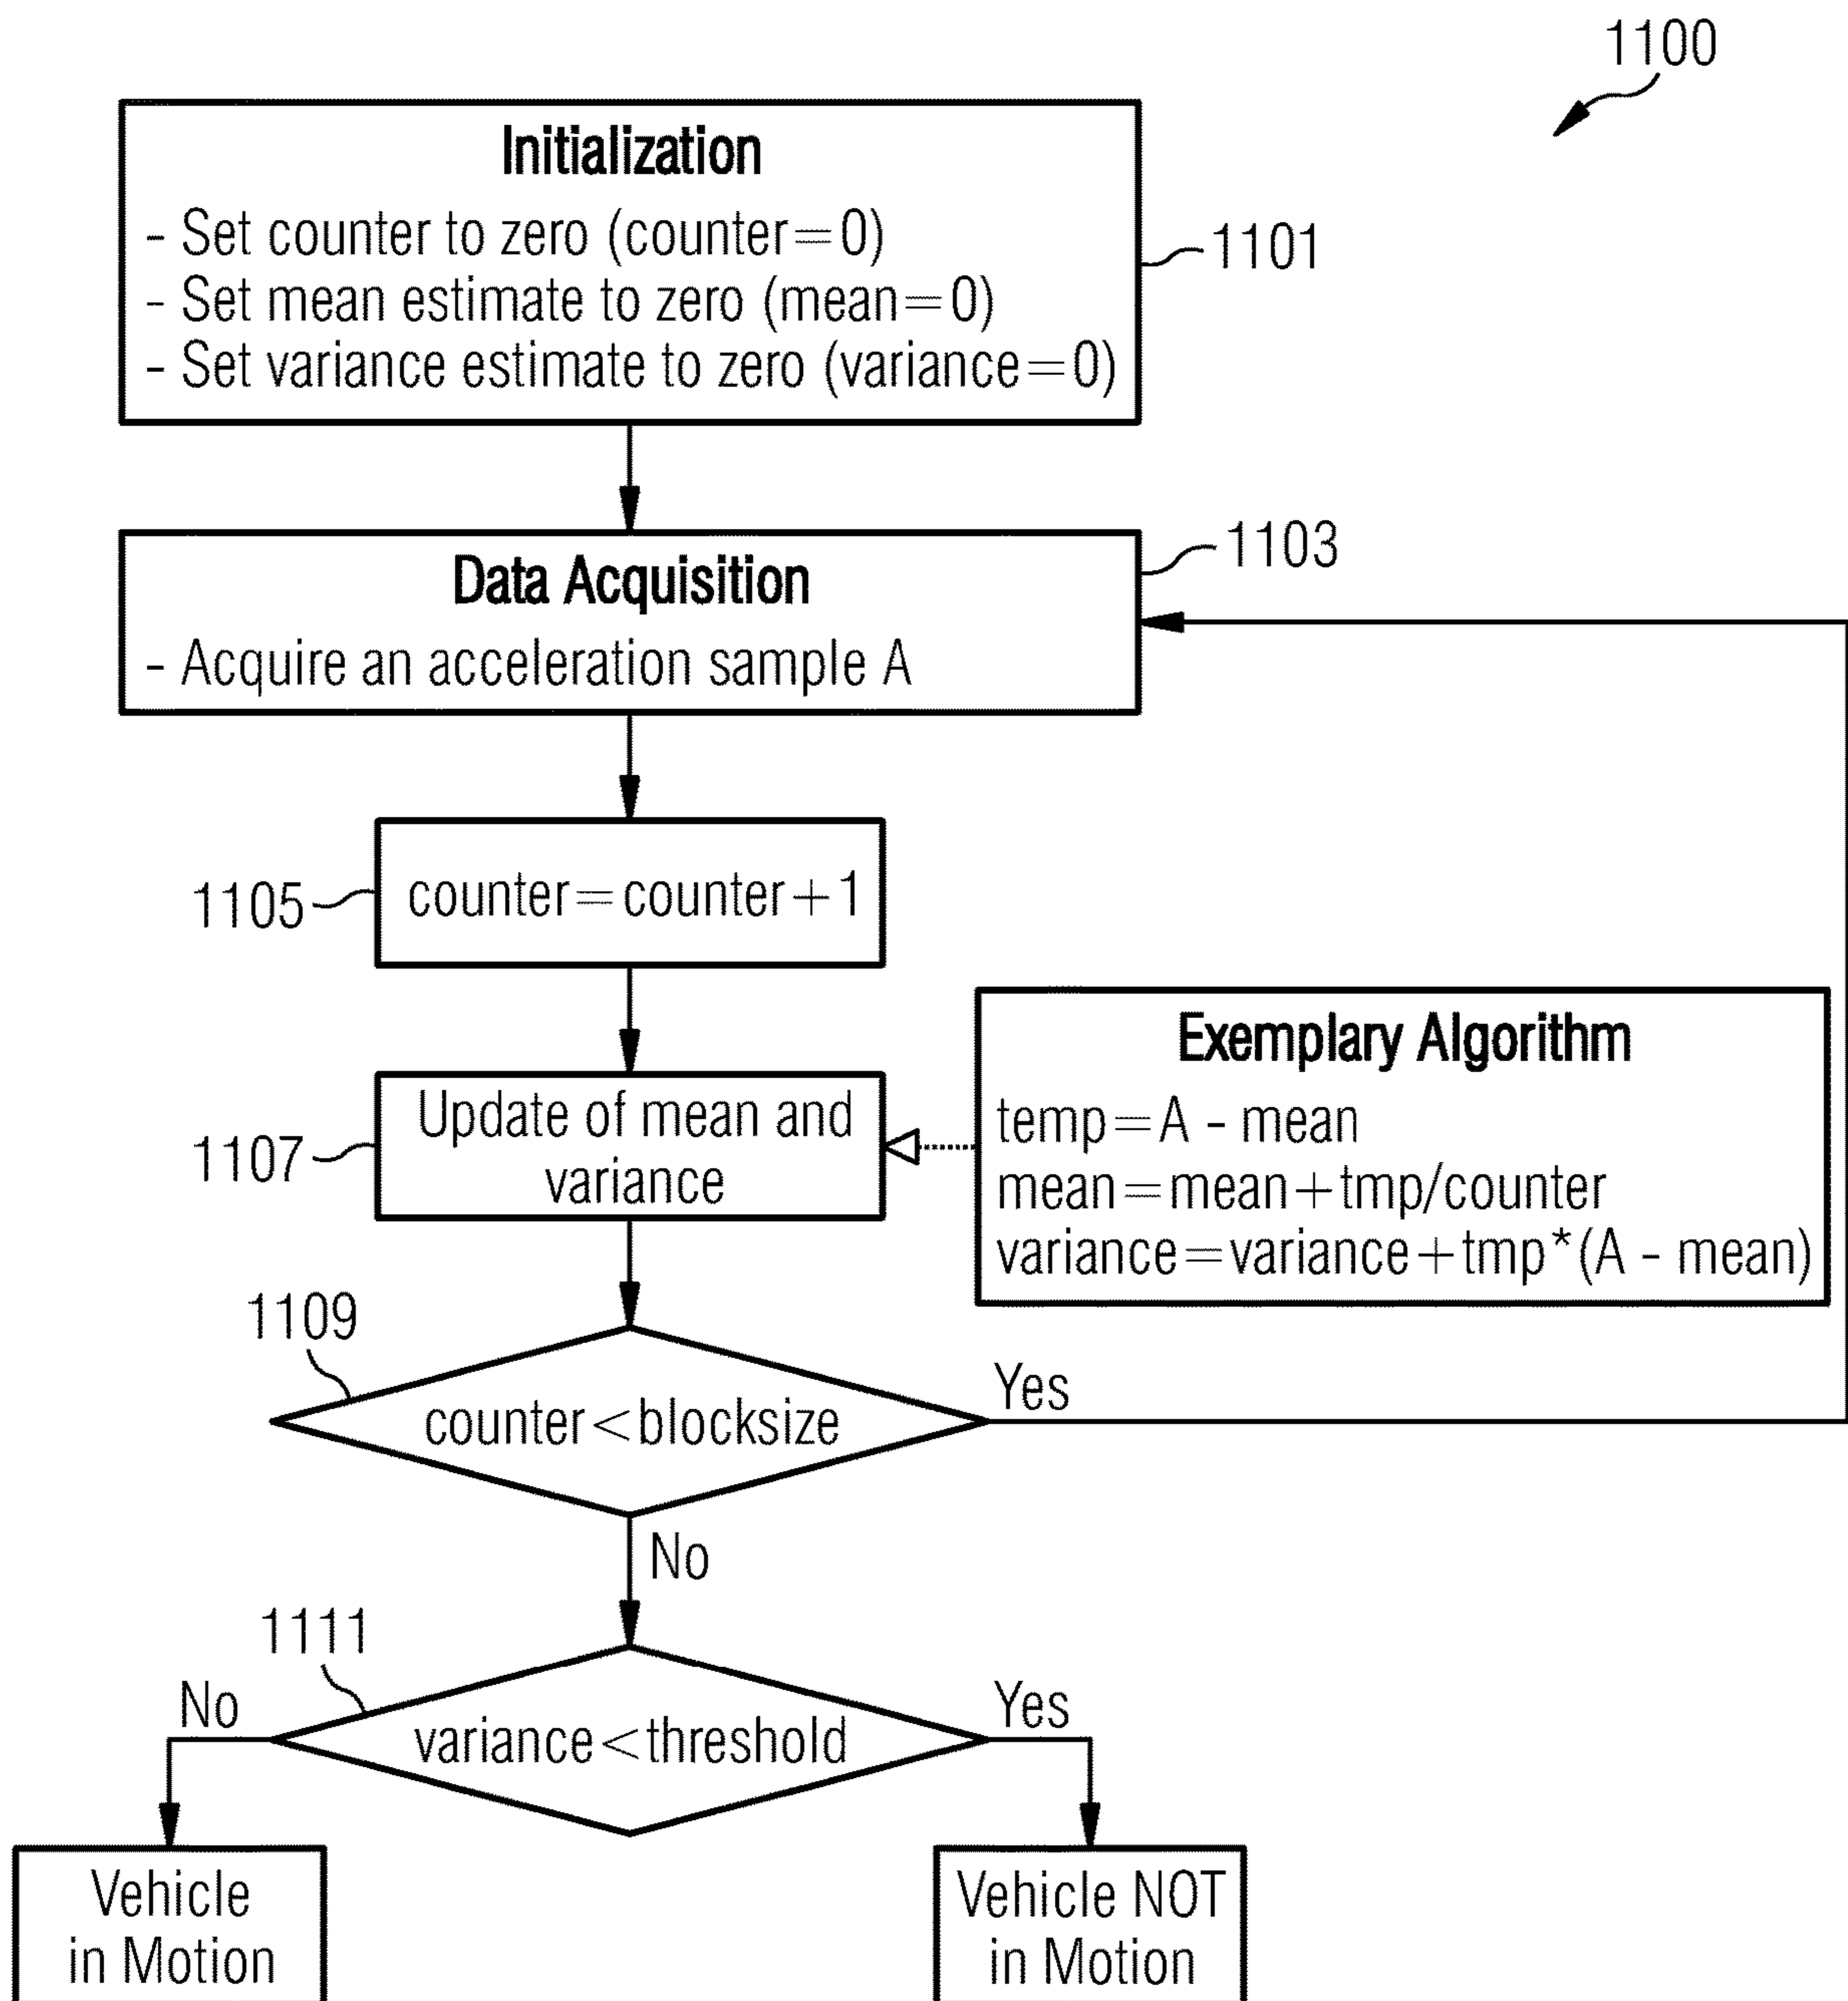 1100
Initialization
- Set counter to zero (counter=0)
- Set mean estimate to zero (mean=0)
- Set variance estimate to zero (variance=0)
1101
Data Acquisition
- Acquire an acceleration sample A
1103
counter=counter+1
1105
Update of mean and
variance
1107
Exemplary Algorithm
temp=A - mean
mean=mean+tmp/counter
variance=variance+tmp*(A - mean)
1109
counter<blocksize
Yes
No
1111
variance<threshold
No
Yes
Vehicle
in Motion
Vehicle NOT
in Motion